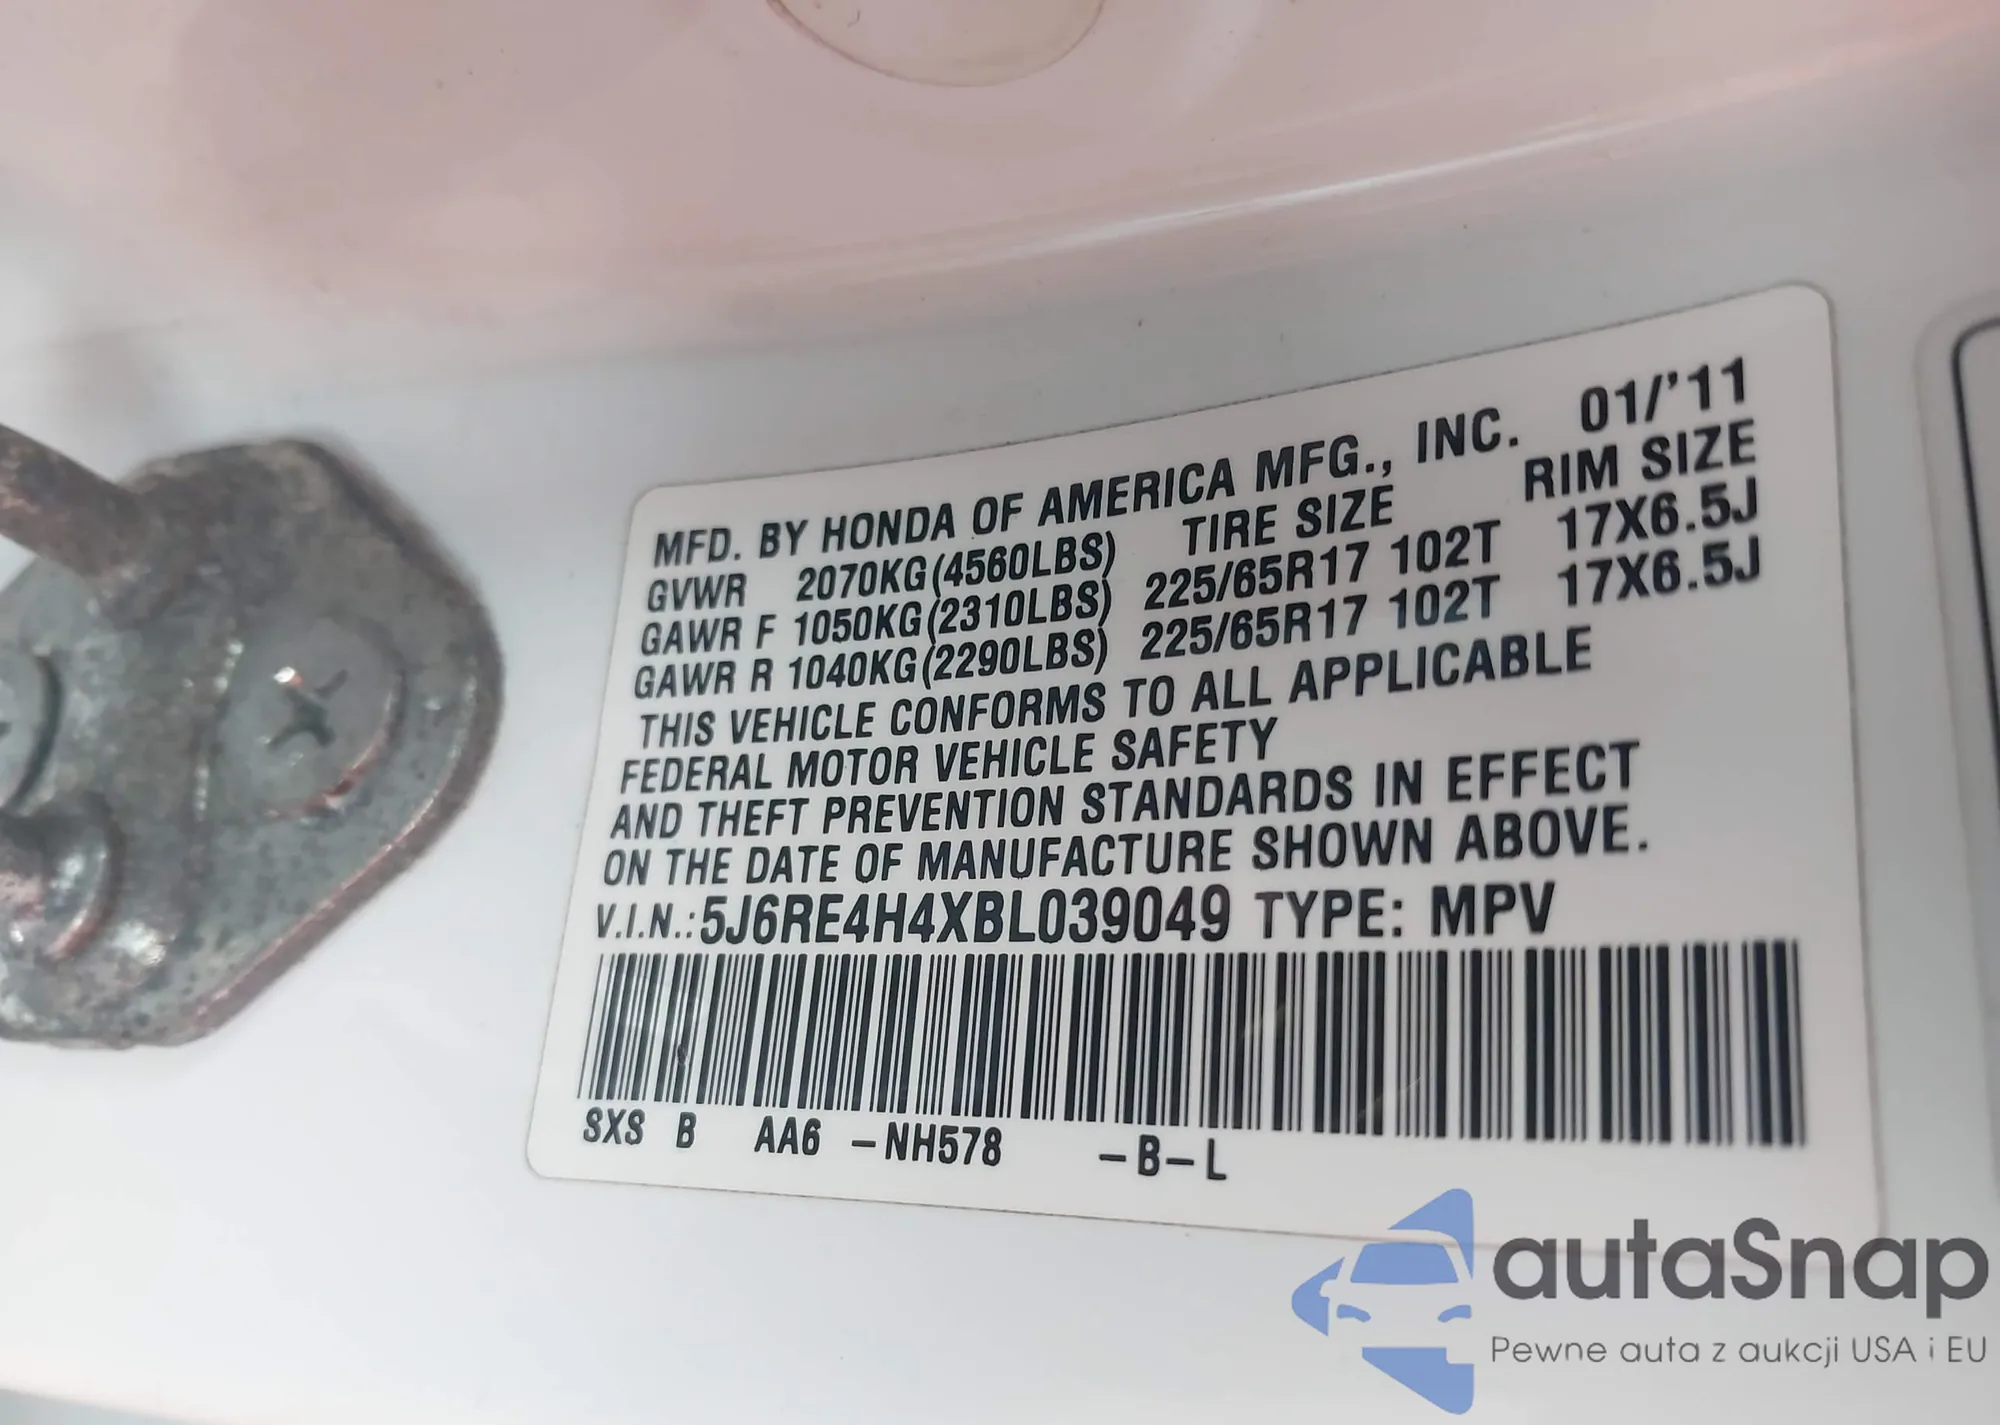 MFD. BY HONDA OF AMERICA MFG., INC. 01/'11
GVWR 2070KG(4560LBS) TIRE SIZE RIM SIZE
GAWR F 1050KG(2310LBS) 225/65R17 102T 17X6.5J
GAWR R 1040KG(2290LBS) 225/65R17 102T 17X6.5J
THIS VEHICLE CONFORMS TO ALL APPLICABLE
FEDERAL MOTOR VEHICLE SAFETY
AND THEFT PREVENTION STANDARDS IN EFFECT
ON THE DATE OF MANUFACTURE SHOWN ABOVE.
V.I.N.:5J6RE4H4XBL039049 TYPE: MPV
SXS B AA6 -NH578 -B-L
autaSnap
Pewne auta z aukcji USA i EU